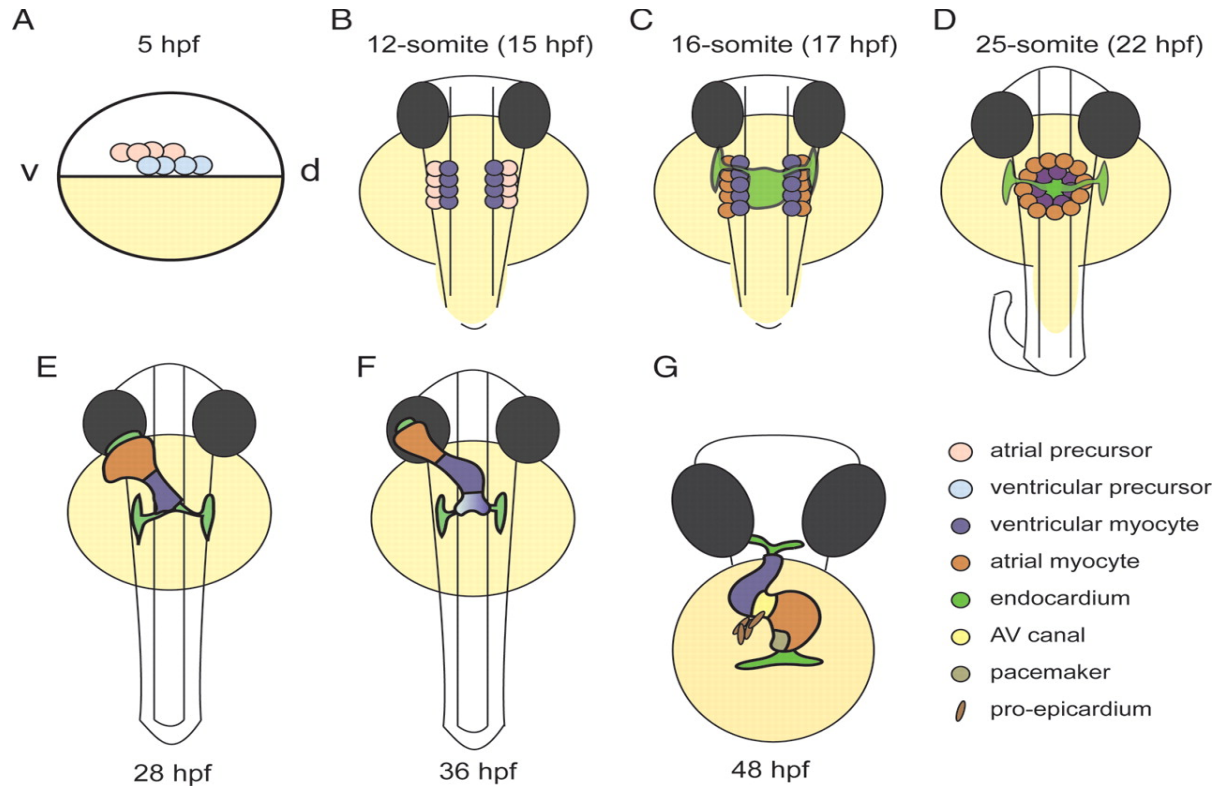 A
5 hpf
v
d
B
12-somite (15 hpf)
C
16-somite (17 hpf)
D
25-somite (22 hpf)
E
28 hpf
F
36 hpf
G
48 hpf
atrial precursor
ventricular precursor
ventricular myocyte
atrial myocyte
endocardium
AV canal
pacemaker
pro-epicardium